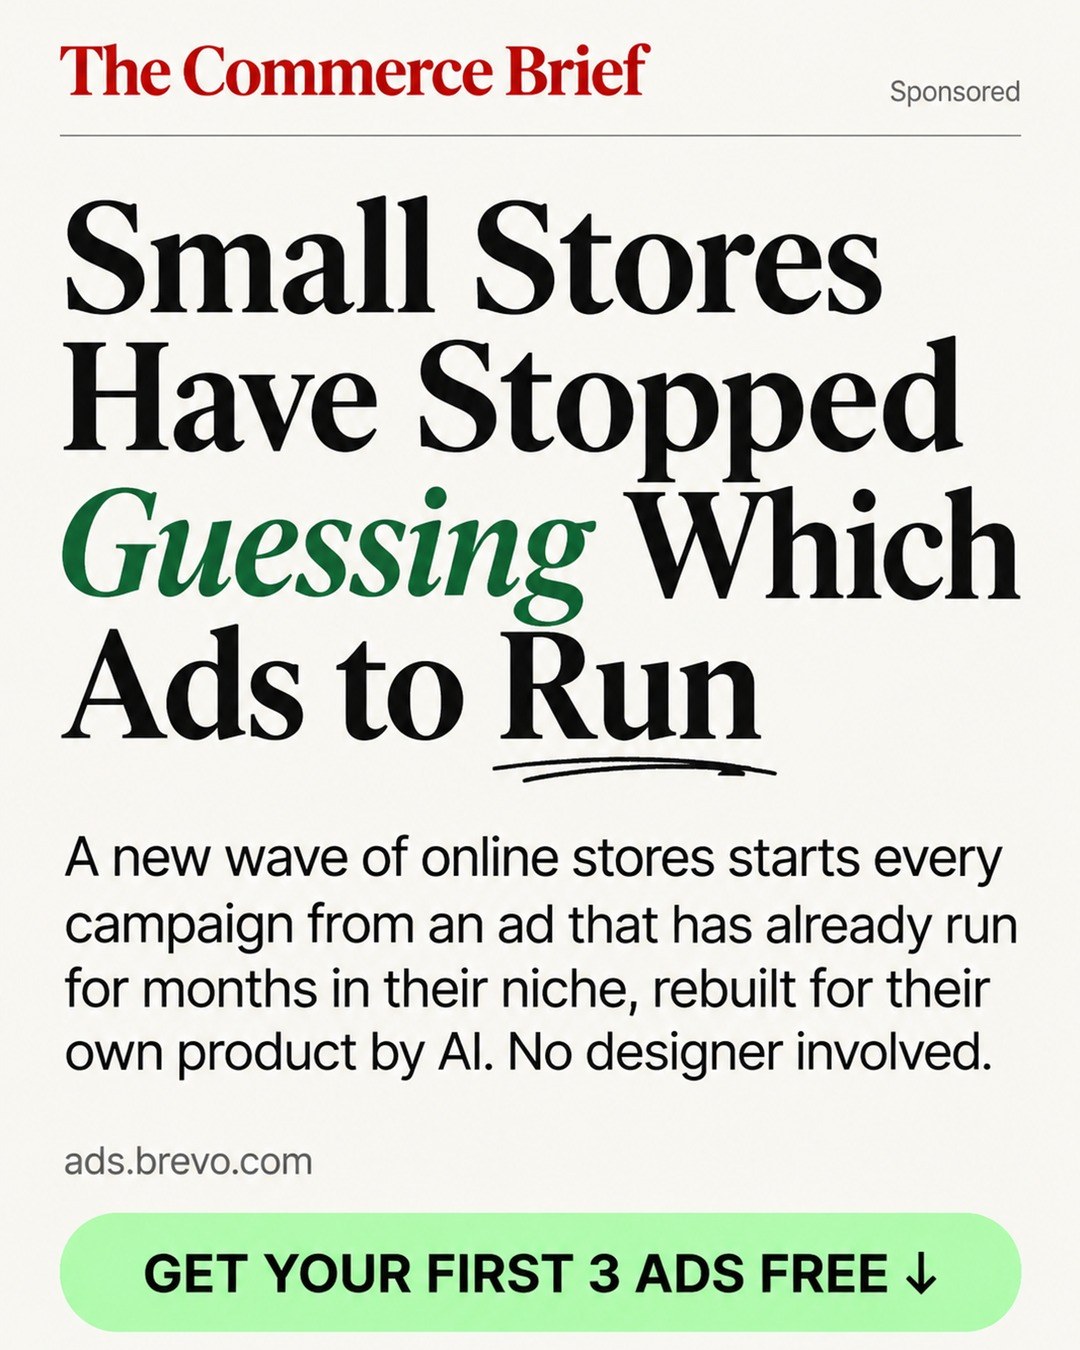 The Commerce Brief
Sponsored
Small Stores
Have Stopped
Guessing Which
Ads to Run
A new wave of online stores starts every
campaign from an ad that has already run
for months in their niche, rebuilt for their
own product by AI. No designer involved.
ads.brevo.com
GET YOUR FIRST 3 ADS FREE ↓